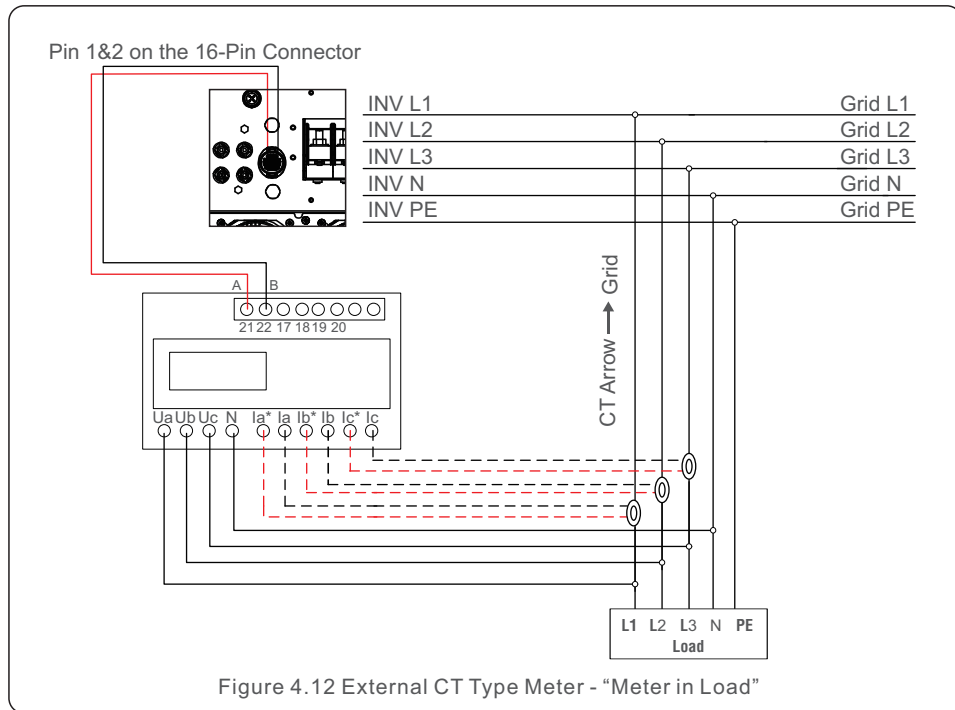 Pin 1&2 on the 16-Pin Connector
INV L1 Grid L1
INV L2 Grid L2
INV L3 Grid L3
INV N Grid N
INV PE Grid PE
CT Arrow → Grid
A B
21 22 17 18 19 20
Ua Ub Uc N Ia* Ia Ib* Ib Ic* Ic
L1 L2 L3 N PE
Load
Figure 4.12 External CT Type Meter - “Meter in Load”